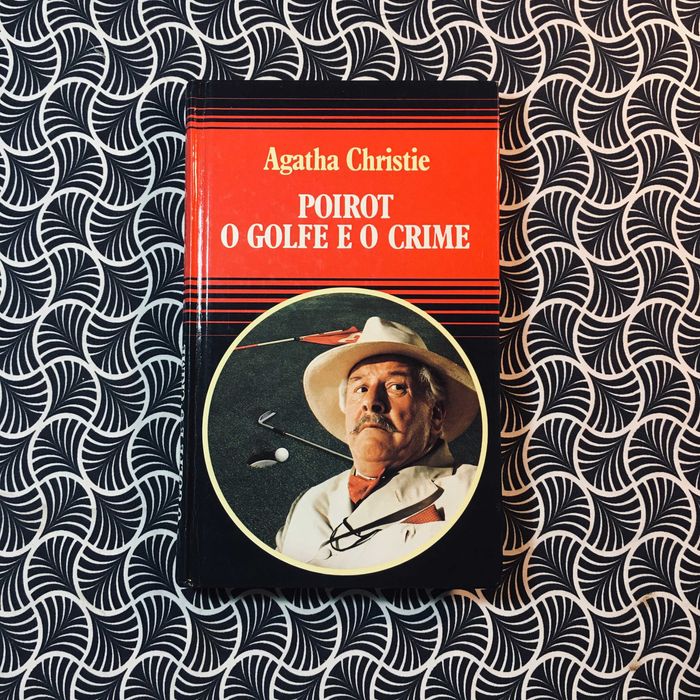 Agatha Christie
POIROT
O GOLFE E O CRIME